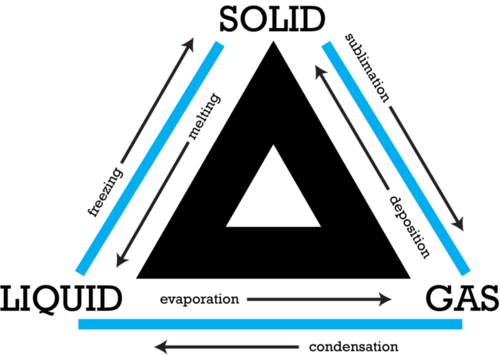 SOLID
sublimation
freezing
melting
deposition
LIQUID
evaporation
GAS
condensation